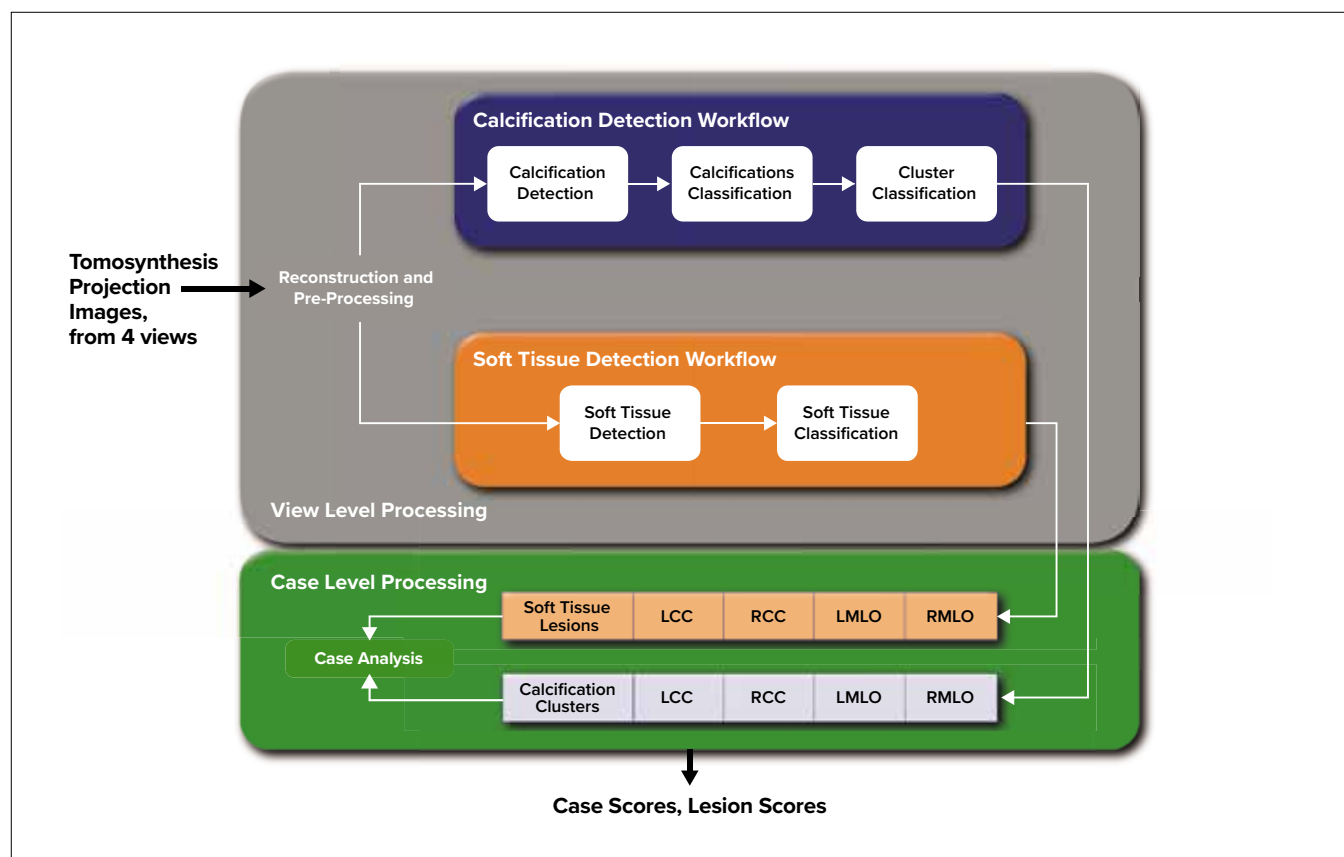 Calcification Detection Workflow
Calcification
Detection
Calcifications
Classification
Cluster
Classification
Tomosynthesis
Projection
Images,
from 4 views
Reconstruction and
Pre-Processing
Soft Tissue Detection Workflow
Soft Tissue
Detection
Soft Tissue
Classification
View Level Processing
Case Level Processing
Soft Tissue
Lesions
LCC
RCC
LMLO
RMLO
Case Analysis
Calcification
Clusters
LCC
RCC
LMLO
RMLO
Case Scores, Lesion Scores